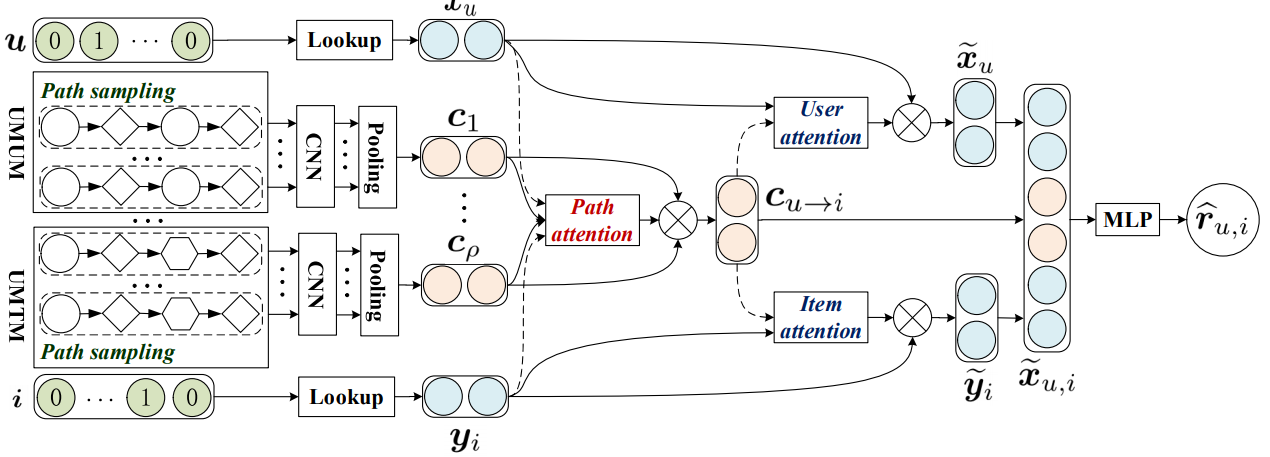 x_u
u 0 1 ... 0
Lookup
x̃_u
Path sampling
User attention
UMUM
CNN
Pooling
c_1
...
...
Path attention
c_{u→i}
MLP
r̂_{u,i}
c_ρ
UMTM
CNN
Pooling
...
Item attention
Path sampling
ỹ_i
x̃_{u,i}
i 0 ... 1 0
Lookup
y_i